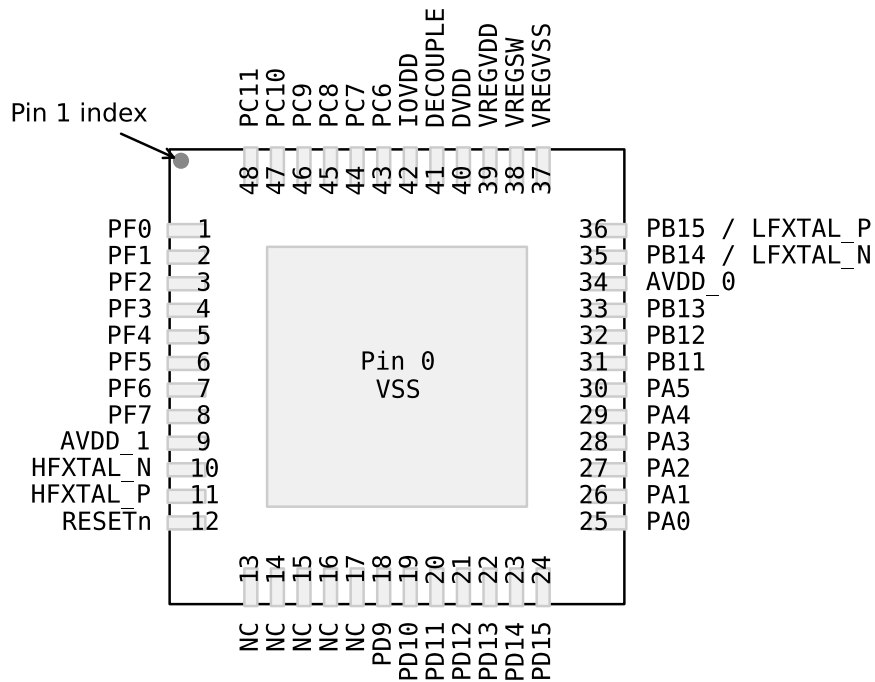 PC11
PC10
PC9
PC8
PC7
PC6
IOVDD
DECOUPLE
DVDD
VREGVDD
VREGSW
VREGVSS
Pin 1 index
48
47
46
45
44
43
42
41
40
39
38
37
PF0 1
PF1 2
PF2 3
PF3 4
PF4 5
PF5 6
PF6 7
PF7 8
AVDD_1 9
HFXTAL_N 10
HFXTAL_P 11
RESETn 12
Pin 0
VSS
36 PB15 / LFXTAL_P
35 PB14 / LFXTAL_N
34 AVDD_0
33 PB13
32 PB12
31 PB11
30 PA5
29 PA4
28 PA3
27 PA2
26 PA1
25 PA0
13
14
15
16
17
18
19
20
21
22
23
24
NC
NC
NC
NC
NC
PD9
PD10
PD11
PD12
PD13
PD14
PD15